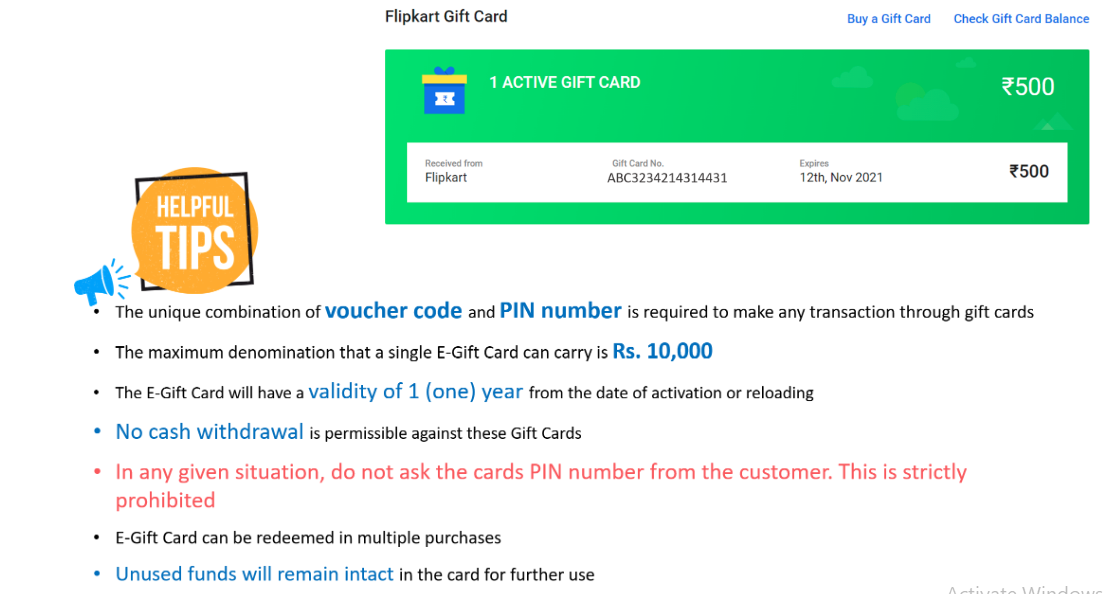 Flipkart Gift Card
Buy a Gift Card
Check Gift Card Balance
1 ACTIVE GIFT CARD
₹500
₹
Received from
Gift Card No.
Expires
Flipkart
ABC3234214314431
12th, Nov 2021
₹500
HELPFUL
TIPS
• The unique combination of voucher code and PIN number is required to make any transaction through gift cards
• The maximum denomination that a single E-Gift Card can carry is Rs. 10,000
• The E-Gift Card will have a validity of 1 (one) year from the date of activation or reloading
• No cash withdrawal is permissible against these Gift Cards
• In any given situation, do not ask the cards PIN number from the customer. This is strictly
prohibited
• E-Gift Card can be redeemed in multiple purchases
• Unused funds will remain intact in the card for further use
Activate Windows